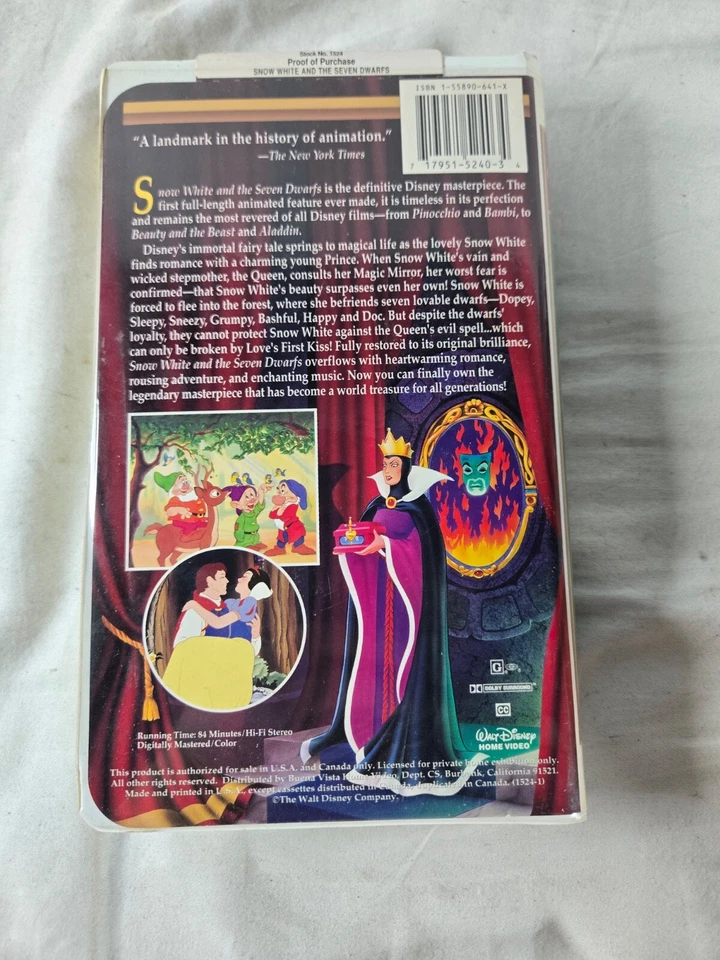 Stock No. 1524
Proof of Purchase
SNOW WHITE AND THE SEVEN DWARFS
ISBN 1-55890-641-X
7 17951-5240-3 4
"A landmark in the history of animation."
—The New York Times
Snow White and the Seven Dwarfs is the definitive Disney masterpiece. The
first full-length animated feature ever made, it is timeless in its perfection
and remains the most revered of all Disney films—from Pinocchio and Bambi, to
Beauty and the Beast and Aladdin.
Disney's immortal fairy tale springs to magical life as the lovely Snow White
finds romance with a charming young Prince. When Snow White's vain and
wicked stepmother, the Queen, consults her Magic Mirror, her worst fear is
confirmed—that Snow White's beauty surpasses even her own! Snow White is
forced to flee into the forest, where she befriends seven lovable dwarfs—Dopey,
Sleepy, Sneezy, Grumpy, Bashful, Happy and Doc. But despite the dwarfs'
loyalty, they cannot protect Snow White against the Queen's evil spell...which
can only be broken by Love's First Kiss! Fully restored to its original brilliance,
Snow White and the Seven Dwarfs overflows with heartwarming romance,
rousing adventure, and enchanting music. Now you can finally own the
legendary masterpiece that has become a world treasure for all generations!
G
DOLBY SURROUND
CC
Walt Disney
HOME VIDEO
Running Time: 84 Minutes/Hi-Fi Stereo
Digitally Mastered/Color
This product is authorized for sale in U.S.A. and Canada only. Licensed for private home exhibition only.
All other rights reserved. Distributed by Buena Vista Home Video, Dept. CS, Burbank, California 91521.
Made and printed in U.S.A., except cassettes distributed in Canada, duplicated in Canada. (1524-1)
©The Walt Disney Company.